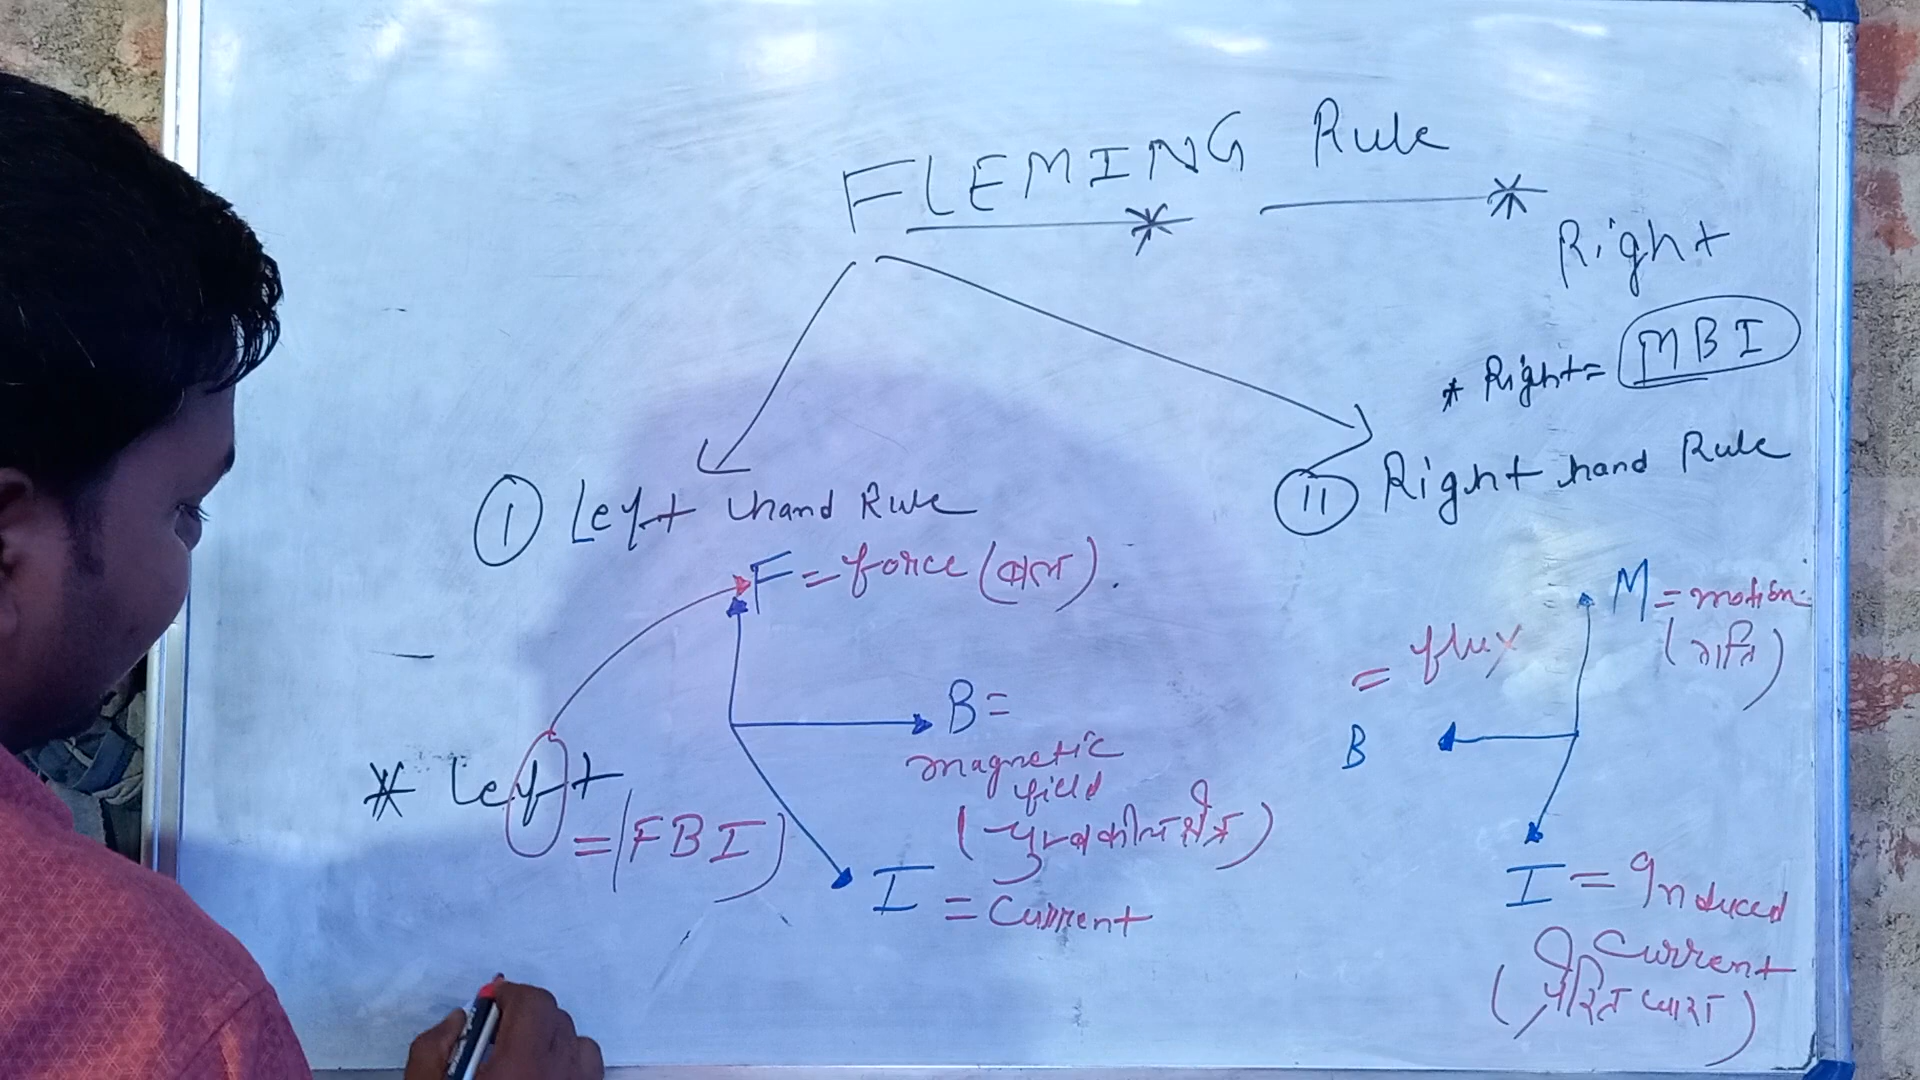 FLEMING Rule
Right
* Right = MBI
I Left hand Rule
II Right hand Rule
F = force (बल)
M = motion
(गति)
= flux
B =
magnetic
field
(चुम्बकीय क्षेत्र)
B
* Left
= (FBI)
I = Current
I = Induced
Current
(प्रेरित धारा)